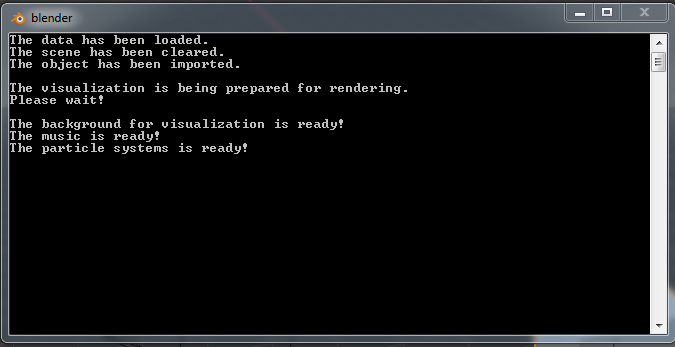 blender
The data has been loaded.
The scene has been cleared.
The object has been imported.
The visualization is being prepared for rendering.
Please wait!
The background for visualization is ready!
The music is ready!
The particle systems is ready!